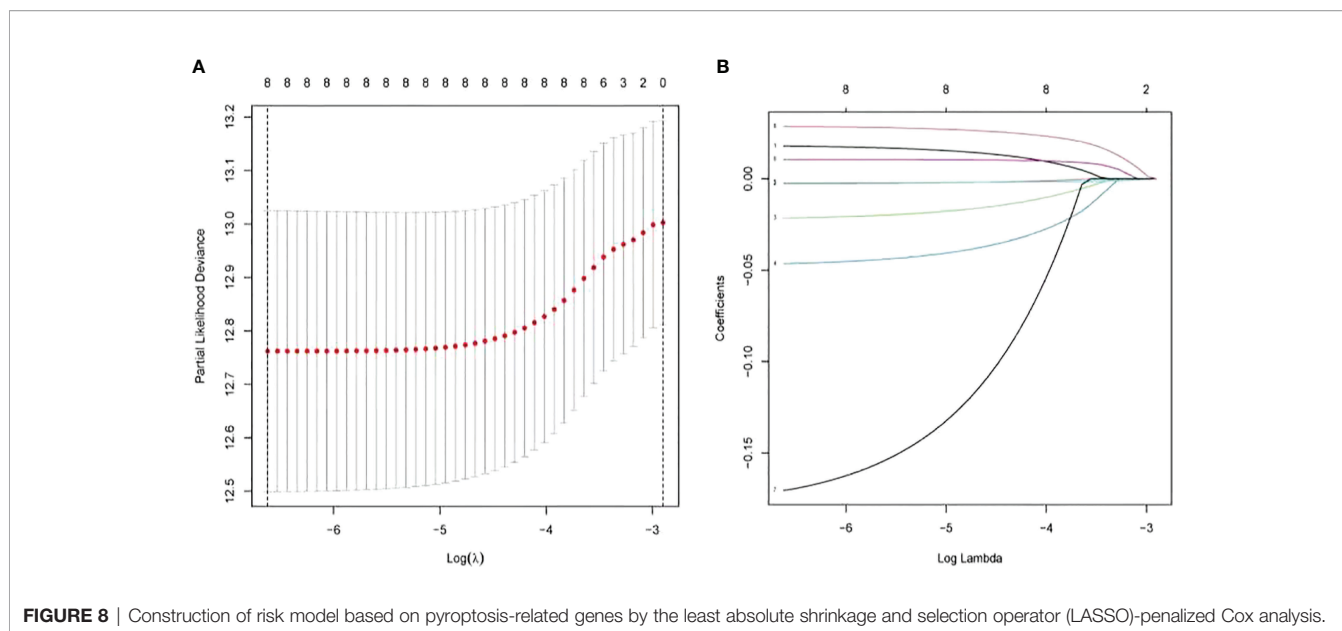 A
8 8 8 8 8 8 8 8 8 8 8 8 8 8 8 8 8 6 3 2 0
13.2
13.1
13.0
12.9
12.8
12.7
12.6
12.5
Partial Likelihood Deviance
-6 -5 -4 -3
Log(λ)
B
8 8 8 2
0.00
-0.05
-0.10
-0.15
Coefficients
7
-6 -5 -4 -3
Log Lambda
FIGURE 8 | Construction of risk model based on pyroptosis-related genes by the least absolute shrinkage and selection operator (LASSO)-penalized Cox analysis.